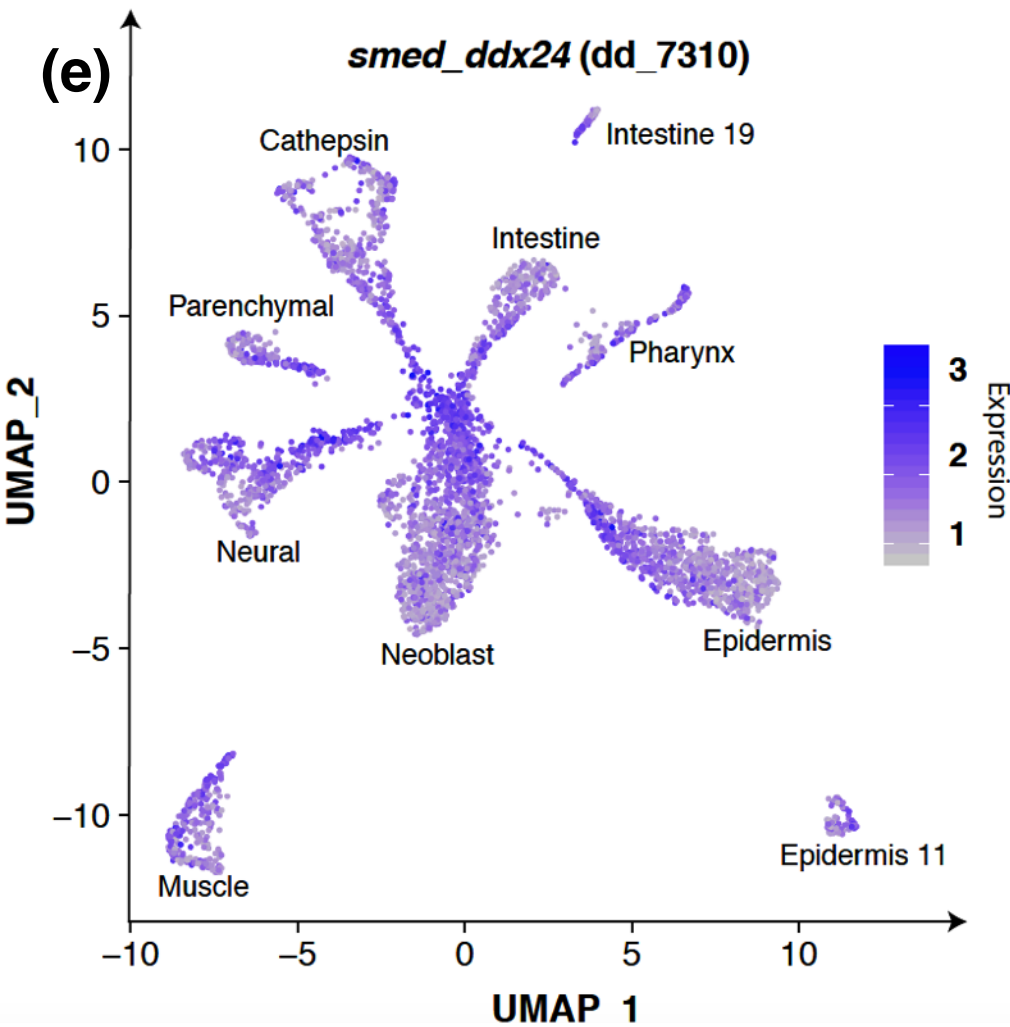 (e)
smed_ddx24 (dd_7310)
Intestine 19
Cathepsin
10
Intestine
Parenchymal
5
Pharynx
3
Expression
2
1
UMAP_2
0
Neural
Epidermis
−5
Neoblast
−10
Epidermis 11
Muscle
−10
−5
0
5
10
UMAP_1